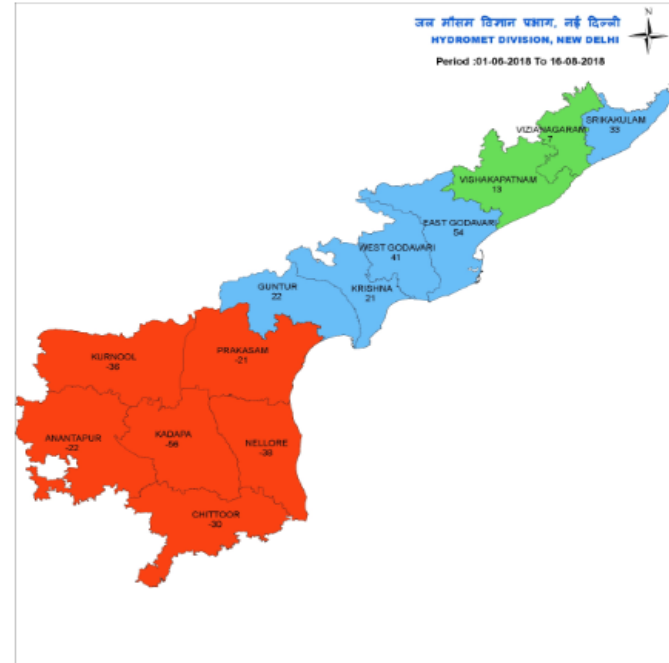 जल मौसम विज्ञान प्रभाग, नई दिल्ली
HYDROMET DIVISION, NEW DELHI
N
Period :01-06-2018 To 16-08-2018
SRIKAKULAM
33
VIZIANAGARAM
7
VISHAKAPATNAM
13
EAST GODAVARI
54
WEST GODAVARI
41
KRISHNA
21
GUNTUR
22
PRAKASAM
-21
KURNOOL
-36
ANANTAPUR
-22
KADAPA
-56
NELLORE
-38
CHITTOOR
-30